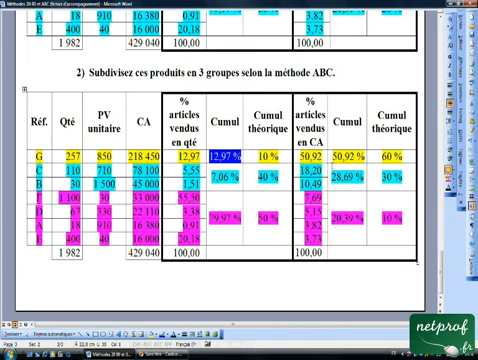 Méthodes 20 80 et ABC (fichier d'accompagnement) - Microsoft Word
A 18 910 16 380 0,91 3,82
E 400 40 16 000 20,18 3,73
1 982 429 040 100,00 100,00
2) Subdivisez ces produits en 3 groupes selon la méthode ABC.
Réf. Qté PV unitaire CA % articles vendus en qté Cumul Cumul théorique % articles vendus en CA Cumul Cumul théorique
G 257 850 218 450 12,97 12,97 % 10 % 50,92 50,92 % 60 %
C 110 710 78 100 5,55 7,06 % 40 % 18,20 28,69 % 30 %
B 30 1 500 45 000 1,51 10,49
F 1 100 30 33 000 55,50 79,97 % 50 % 7,69 20,39 % 10 %
D 67 330 22 110 3,38 5,15
A 18 910 16 380 0,91 3,82
E 400 40 16 000 20,18 3,73
1 982 429 040 100,00 100,00
Formes automatiques
Page 3 Sec 2 3/3
Français (Fr
netprof
.fr